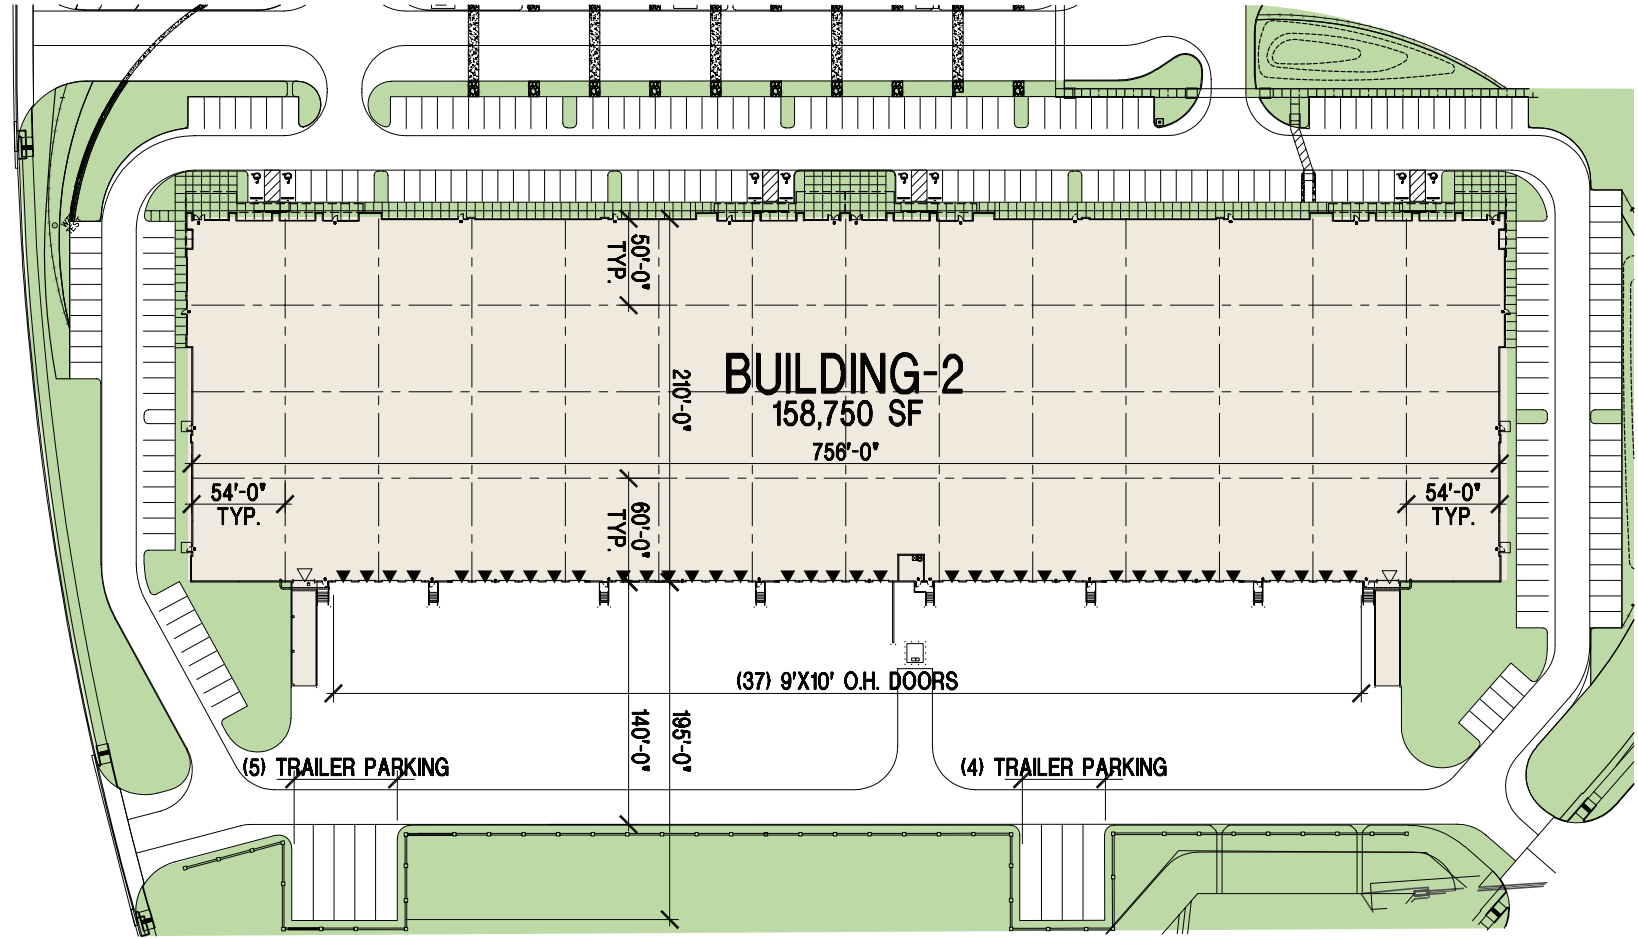 50'-0"
TYP.
BUILDING-2
158,750 SF
210'-0"
756'-0"
54'-0"
TYP.
60'-0"
TYP.
54'-0"
TYP.
(37) 9'X10' O.H. DOORS
140'-0"
195'-0"
(5) TRAILER PARKING
(4) TRAILER PARKING